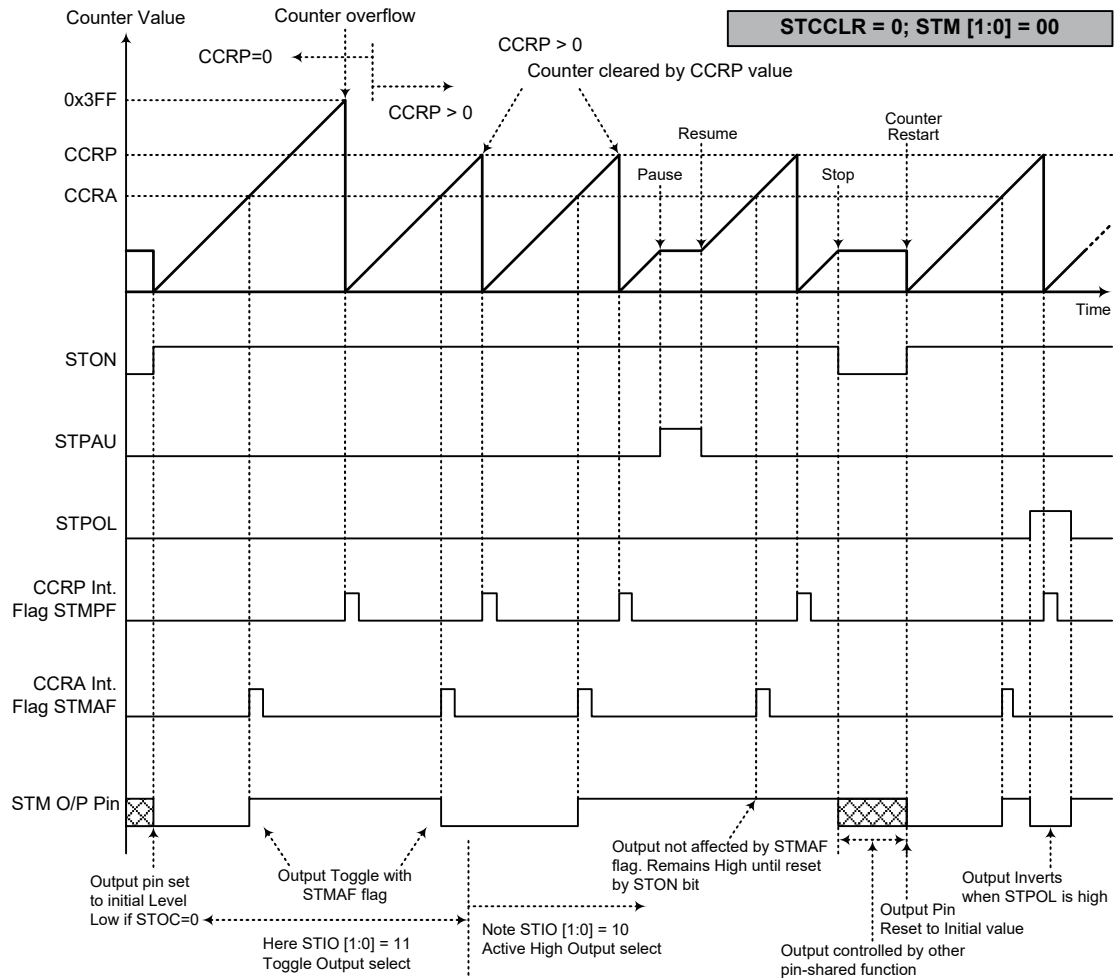 Counter Value
Counter overflow
STCCLR = 0; STM [1:0] = 00
CCRP=0
CCRP > 0
CCRP > 0
Counter cleared by CCRP value
0x3FF
CCRP
CCRA
Pause
Resume
Stop
Counter
Restart
Time
STON
STPAU
STPOL
CCRP Int.
Flag STMPF
CCRA Int.
Flag STMAF
STM O/P Pin
Output pin set
to initial Level
Low if STOC=0
Output Toggle with
STMAF flag
Here STIO [1:0] = 11
Toggle Output select
Note STIO [1:0] = 10
Active High Output select
Output not affected by STMAF
flag. Remains High until reset
by STON bit
Output controlled by other
pin-shared function
Output Pin
Reset to Initial value
Output Inverts
when STPOL is high